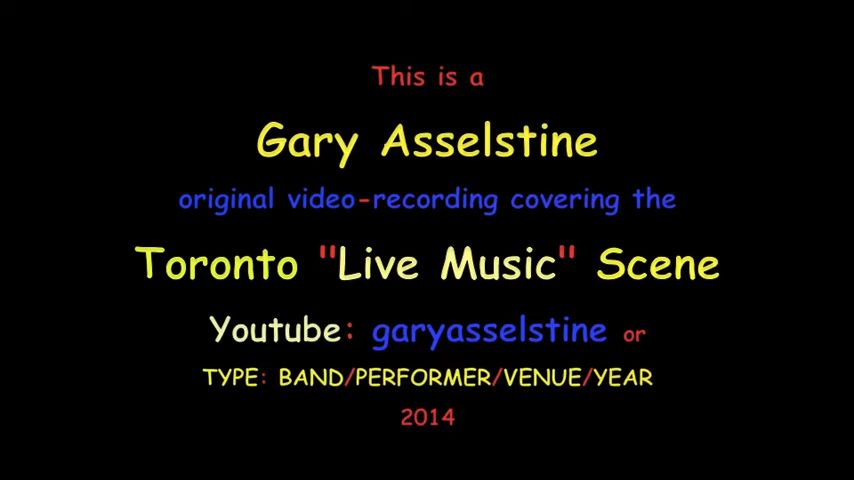 This is a
Gary Asselstine
original video-recording covering the
Toronto "Live Music" Scene
Youtube: garyasselstine or
TYPE: BAND/PERFORMER/VENUE/YEAR
2014